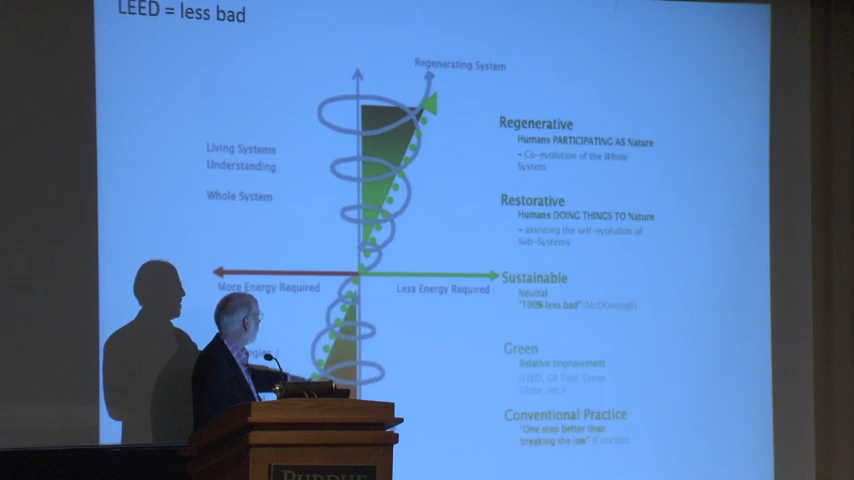 LEED = less bad
Regenerating System
Living Systems
Understanding
Whole System
More Energy Required
Less Energy Required
Regenerative
Humans PARTICIPATING AS Nature
- Co-evolution of the Whole
System
Restorative
Humans DOING THINGS TO Nature
- assisting the self-evolution of
Sub-Systems
Sustainable
Neutral
"100% less bad" (McDonough)
Green
Relative Improvement
(LEED, GB Tool, Green
Globe, etc.)
Conventional Practice
"One step better than
breaking the law" (Croxton)
PURDUE